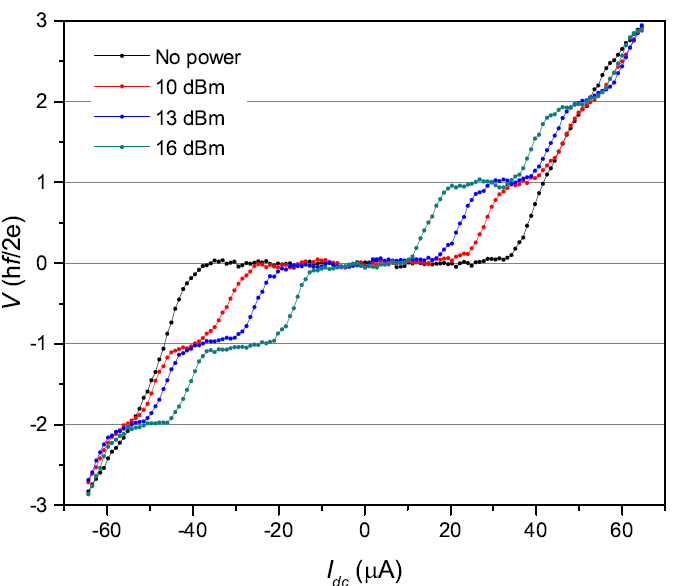 3
2
1
0
-1
-2
-3
V (hf/2e)
No power
10 dBm
13 dBm
16 dBm
-60 -40 -20 0 20 40 60
Idc (μA)